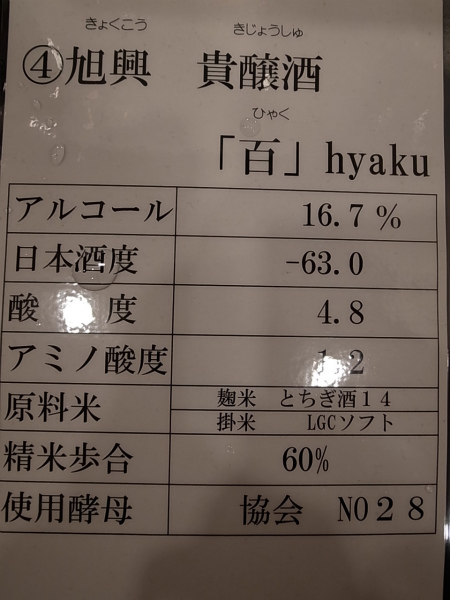 きょくこう きじょうしゅ
④旭興 貴醸酒
ひゃく
「百」hyaku
アルコール 16.7%
日本酒度 -63.0
酸度 4.8
アミノ酸度 1.2
原料米 麹米 とちぎ酒14
掛米 LGCソフト
精米歩合 60%
使用酵母 協会 NO28